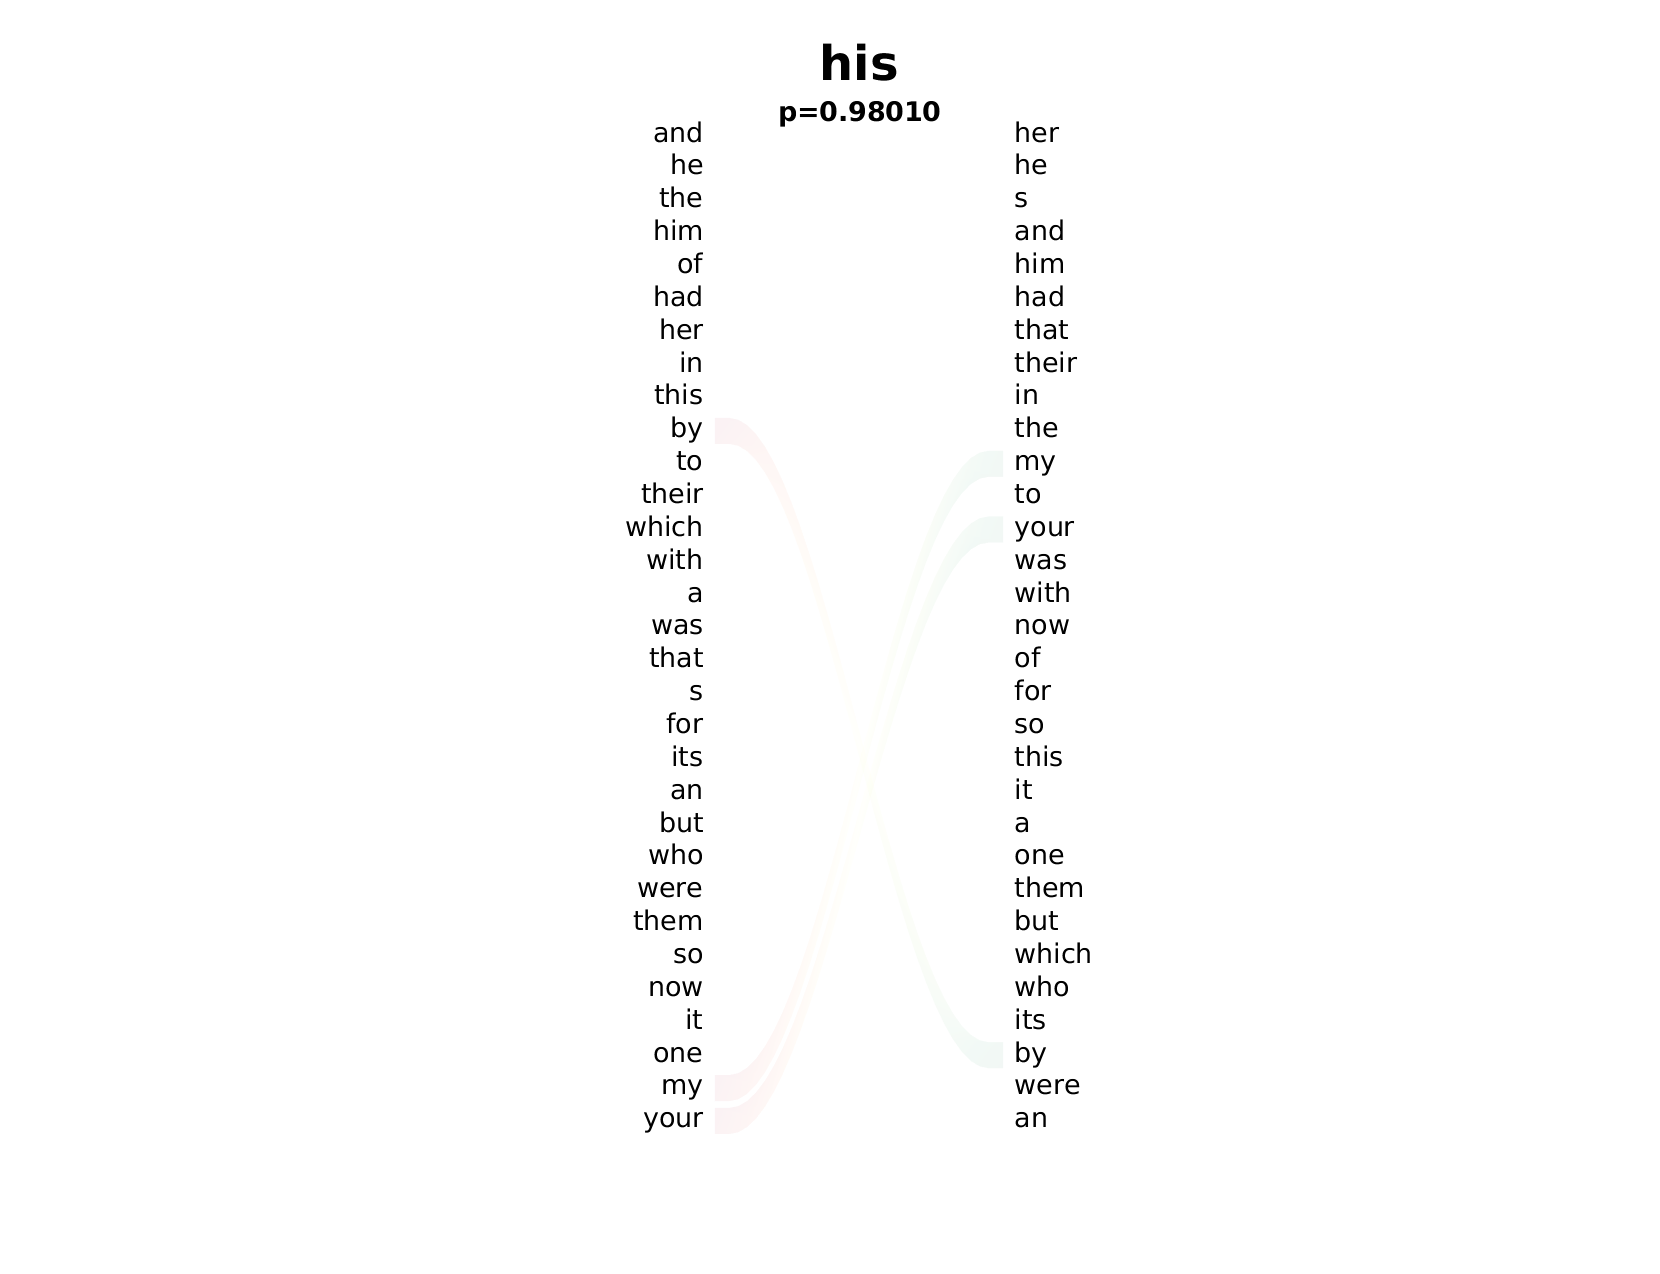 his
p=0.98010
and her
he he
the s
him and
of him
had had
her that
in their
this in
by the
to my
their to
which your
with was
a with
was now
that of
s for
for so
its this
an it
but a
who one
were them
them but
so which
now who
it its
one by
my were
your an